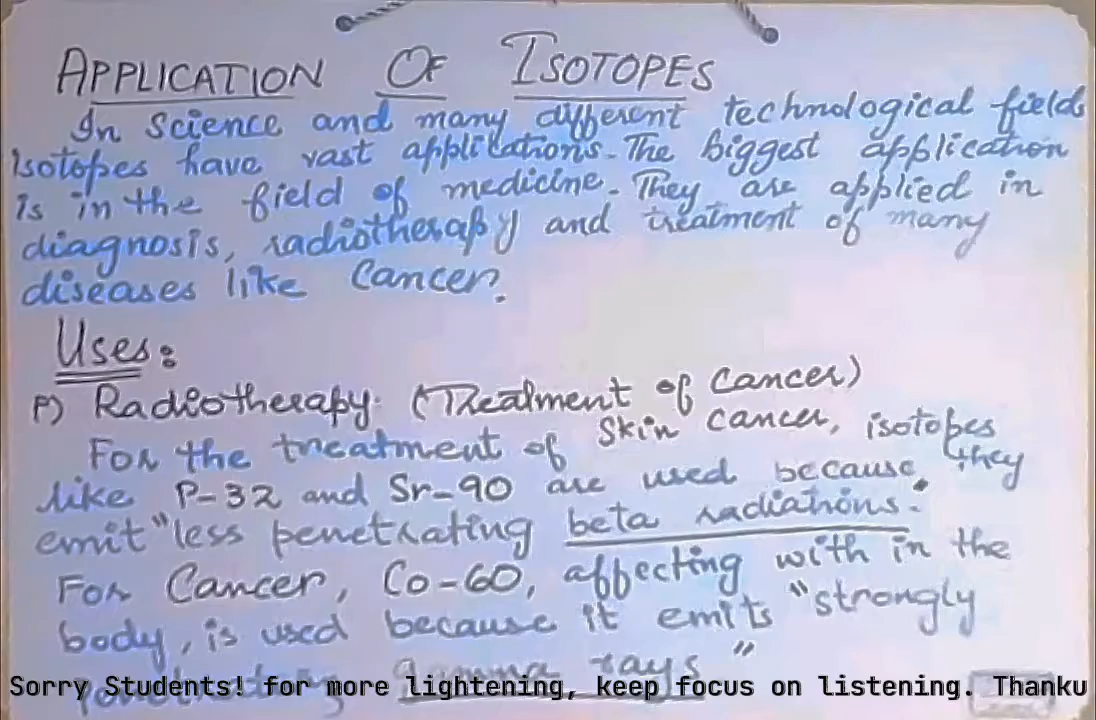 APPLICATION OF ISOTOPES
In Science and many different technological fields
isotopes have vast applications. The biggest application
is in the field of medicine. They are applied in
diagnosis, radiotherapy and treatment of many
diseases like Cancer.
Uses:
P) Radiotherapy. (Treatment of Cancer)
For the treatment of Skin cancer, isotopes
like P-32 and Sr-90 are used because, they
emit "less penetrating beta radiations."
For Cancer, Co-60, affecting with in the
body, is used because it emits "strongly
penetrating gamma rays"
Sorry Students! for more lightening, keep focus on listening. Thanku